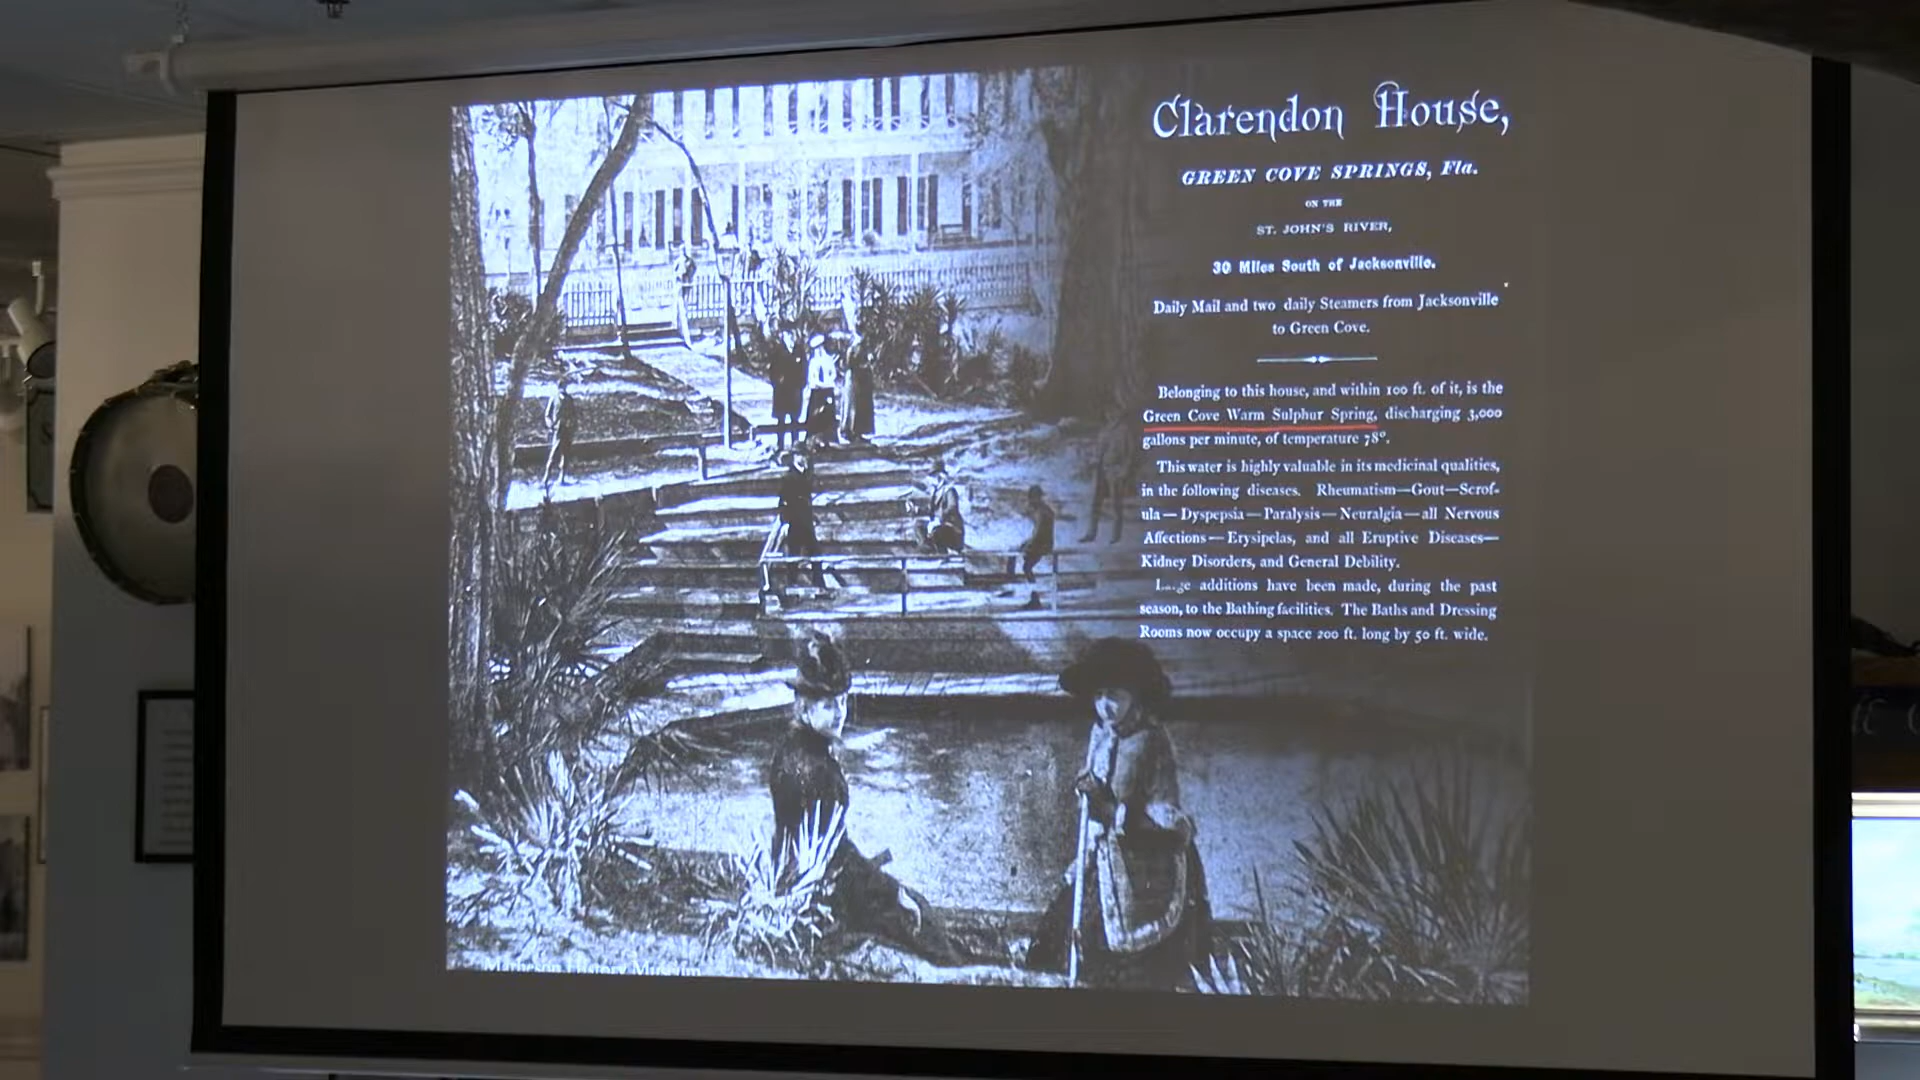 Clarendon House,
GREEN COVE SPRINGS, Fla.
ON THE
ST. JOHN'S RIVER,
30 Miles South of Jacksonville.
Daily Mail and two daily Steamers from Jacksonville
to Green Cove.
Belonging to this house, and within 100 ft. of it, is the
Green Cove Warm Sulphur Spring, discharging 3,000
gallons per minute, of temperature 78°.
This water is highly valuable in its medicinal qualities,
in the following diseases. Rheumatism—Gout—Scrof-
ula—Dyspepsia—Paralysis—Neuralgia—all Nervous
Affections—Erysipelas, and all Eruptive Diseases—
Kidney Disorders, and General Debility.
Large additions have been made, during the past
season, to the Bathing facilities. The Baths and Dressing
Rooms now occupy a space 200 ft. long by 50 ft. wide.
Matheson History Museum